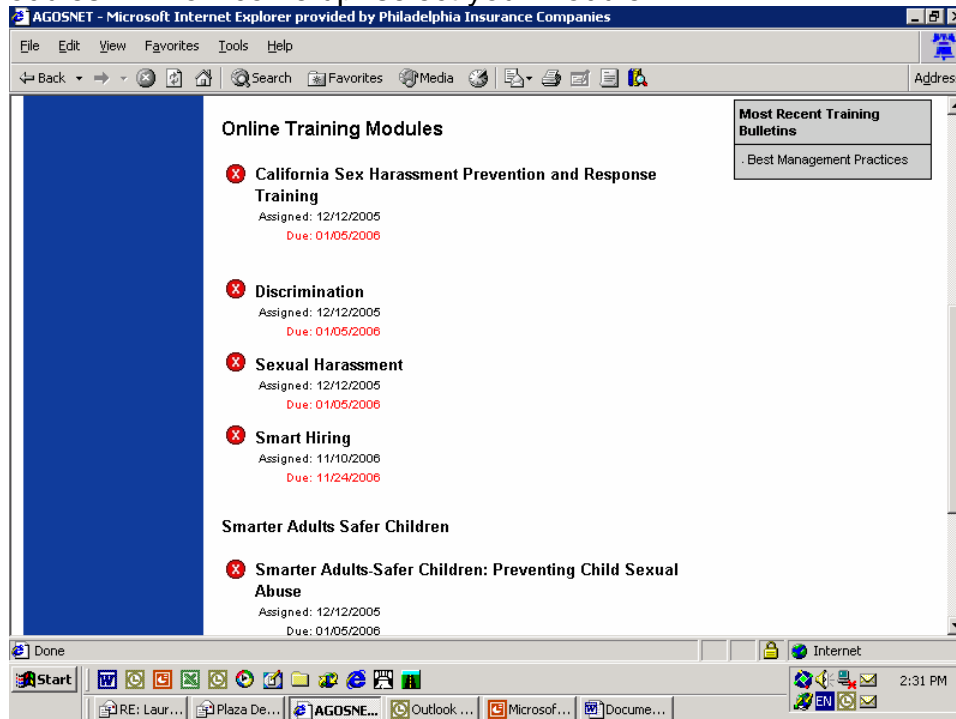 AGOSNET - Microsoft Internet Explorer provided by Philadelphia Insurance Companies
File Edit View Favorites Tools Help
Back Search Favorites Media Addres
Online Training Modules
Most Recent Training
Bulletins
. Best Management Practices
California Sex Harassment Prevention and Response
Training
Assigned: 12/12/2005
Due: 01/05/2006
Discrimination
Assigned: 12/12/2005
Due: 01/05/2006
Sexual Harassment
Assigned: 12/12/2005
Due: 01/05/2006
Smart Hiring
Assigned: 11/10/2006
Due: 11/24/2006
Smarter Adults Safer Children
Smarter Adults-Safer Children: Preventing Child Sexual
Abuse
Assigned: 12/12/2005
Due: 01/05/2006
Done Internet
Start 2:31 PM
RE: Laur... Plaza De... AGOSNE... Outlook ... Microsof... Docume... EN